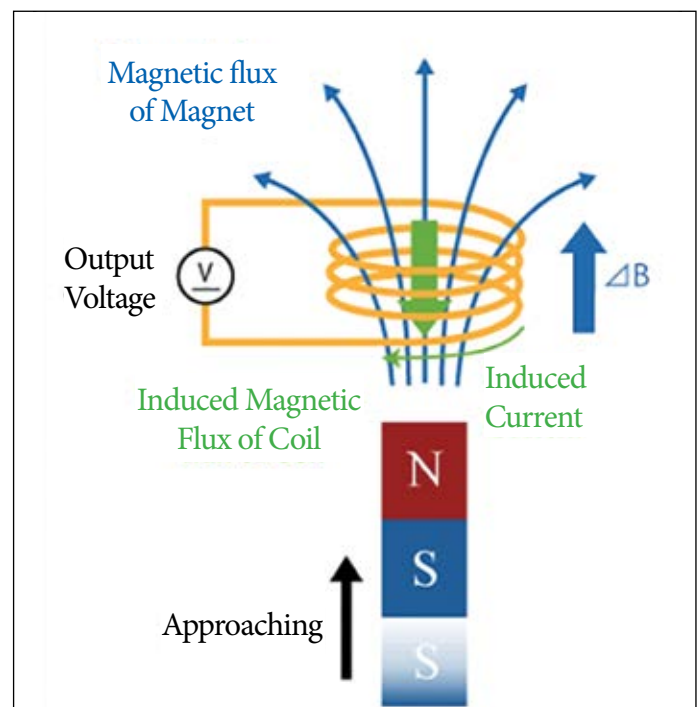 Magnetic flux
of Magnet
Output
Voltage
V
⊿B
Induced Magnetic
Flux of Coil
Induced
Current
N
S
Approaching
S